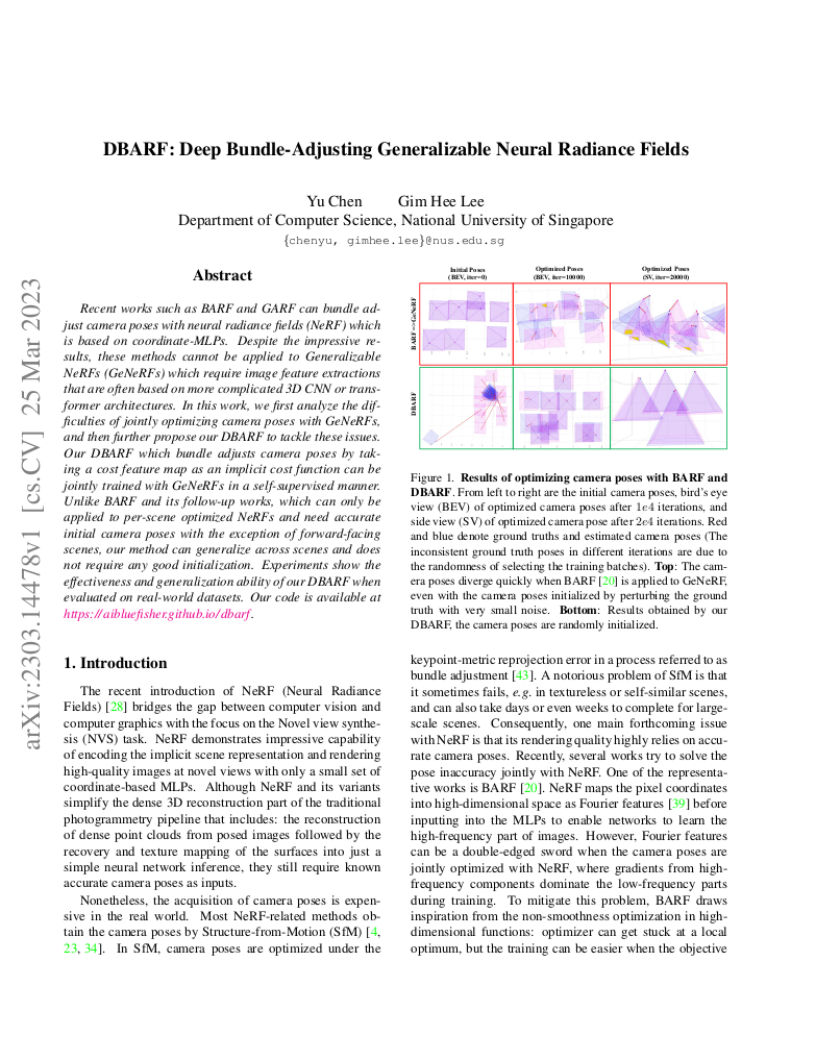 DBARF: Deep Bundle-Adjusting Generalizable Neural Radiance Fields
Yu Chen Gim Hee Lee
Department of Computer Science, National University of Singapore
{chenyu, gimhee.lee}@nus.edu.sg
arXiv:2303.14478v1 [cs.CV] 25 Mar 2023
Abstract
Recent works such as BARF and GARF can bundle ad-
just camera poses with neural radiance fields (NeRF) which
is based on coordinate-MLPs. Despite the impressive re-
sults, these methods cannot be applied to Generalizable
NeRFs (GeNeRFs) which require image feature extractions
that are often based on more complicated 3D CNN or trans-
former architectures. In this work, we first analyze the dif-
ficulties of jointly optimizing camera poses with GeNeRFs,
and then further propose our DBARF to tackle these issues.
Our DBARF which bundle adjusts camera poses by tak-
ing a cost feature map as an implicit cost function can be
jointly trained with GeNeRFs in a self-supervised manner.
Unlike BARF and its follow-up works, which can only be
applied to per-scene optimized NeRFs and need accurate
initial camera poses with the exception of forward-facing
scenes, our method can generalize across scenes and does
not require any good initialization. Experiments show the
effectiveness and generalization ability of our DBARF when
evaluated on real-world datasets. Our code is available at
https://aibluefisher.github.io/dbarf.
1. Introduction
The recent introduction of NeRF (Neural Radiance
Fields) [28] bridges the gap between computer vision and
computer graphics with the focus on the Novel view synthe-
sis (NVS) task. NeRF demonstrates impressive capability
of encoding the implicit scene representation and rendering
high-quality images at novel views with only a small set of
coordinate-based MLPs. Although NeRF and its variants
simplify the dense 3D reconstruction part of the traditional
photogrammetry pipeline that includes: the reconstruction
of dense point clouds from posed images followed by the
recovery and texture mapping of the surfaces into just a
simple neural network inference, they still require known
accurate camera poses as inputs.
Nonetheless, the acquisition of camera poses is expen-
sive in the real world. Most NeRF-related methods ob-
tain the camera poses by Structure-from-Motion (SfM) [4,
23, 34]. In SfM, camera poses are optimized under the
Initial Poses
(BEV, iter=0)
Optimized Poses
(BEV, iter=10000)
Optimized Poses
(SV, iter=20000)
BARF=>GeNeRF
DBARF
Figure 1. Results of optimizing camera poses with BARF and
DBARF. From left to right are the initial camera poses, bird's eye
view (BEV) of optimized camera poses after 1e4 iterations, and
side view (SV) of optimized camera pose after 2e4 iterations. Red
and blue denote ground truths and estimated camera poses (The
inconsistent ground truth poses in different iterations are due to
the randomness of selecting the training batches). Top: The cam-
era poses diverge quickly when BARF [20] is applied to GeNeRF,
even with the camera poses initialized by perturbing the ground
truth with very small noise. Bottom: Results obtained by our
DBARF, the camera poses are randomly initialized.
keypoint-metric reprojection error in a process referred to as
bundle adjustment [43]. A notorious problem of SfM is that
it sometimes fails, e.g. in textureless or self-similar scenes,
and can also take days or even weeks to complete for large-
scale scenes. Consequently, one main forthcoming issue
with NeRF is that its rendering quality highly relies on accu-
rate camera poses. Recently, several works try to solve the
pose inaccuracy jointly with NeRF. One of the representa-
tive works is BARF [20]. NeRF maps the pixel coordinates
into high-dimensional space as Fourier features [39] before
inputting into the MLPs to enable networks to learn the
high-frequency part of images. However, Fourier features
can be a double-edged sword when the camera poses are
jointly optimized with NeRF, where gradients from high-
frequency components dominate the low-frequency parts
during training. To mitigate this problem, BARF draws
inspiration from the non-smoothness optimization in high-
dimensional functions: optimizer can get stuck at a local
optimum, but the training can be easier when the objective